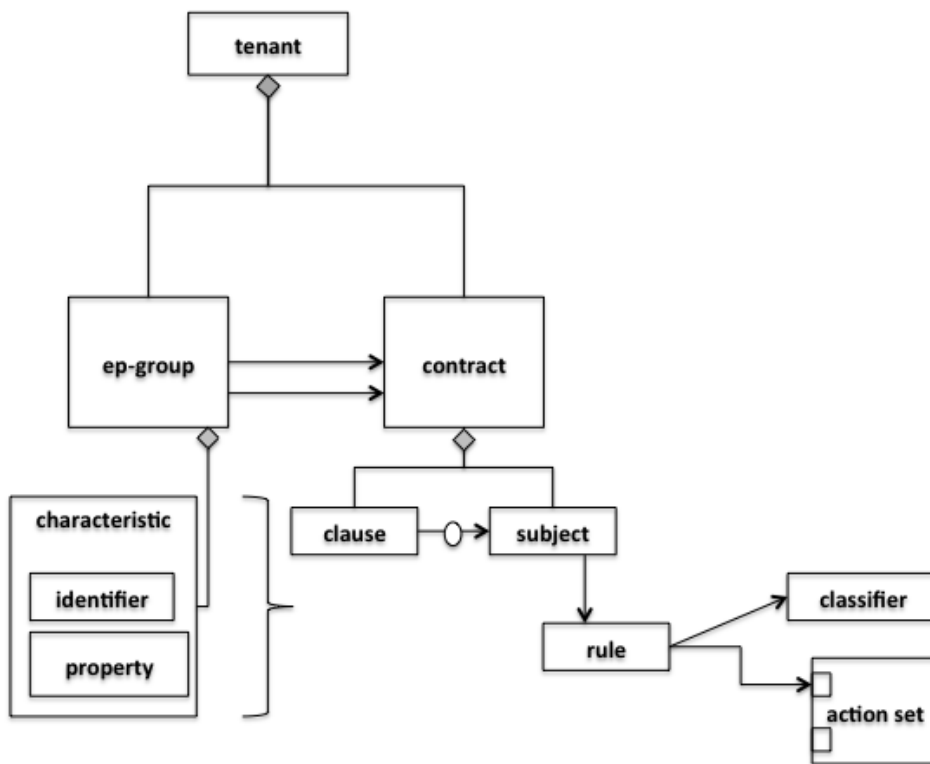 tenant
ep-group
contract
characteristic
clause
subject
identifier
classifier
rule
property
action set